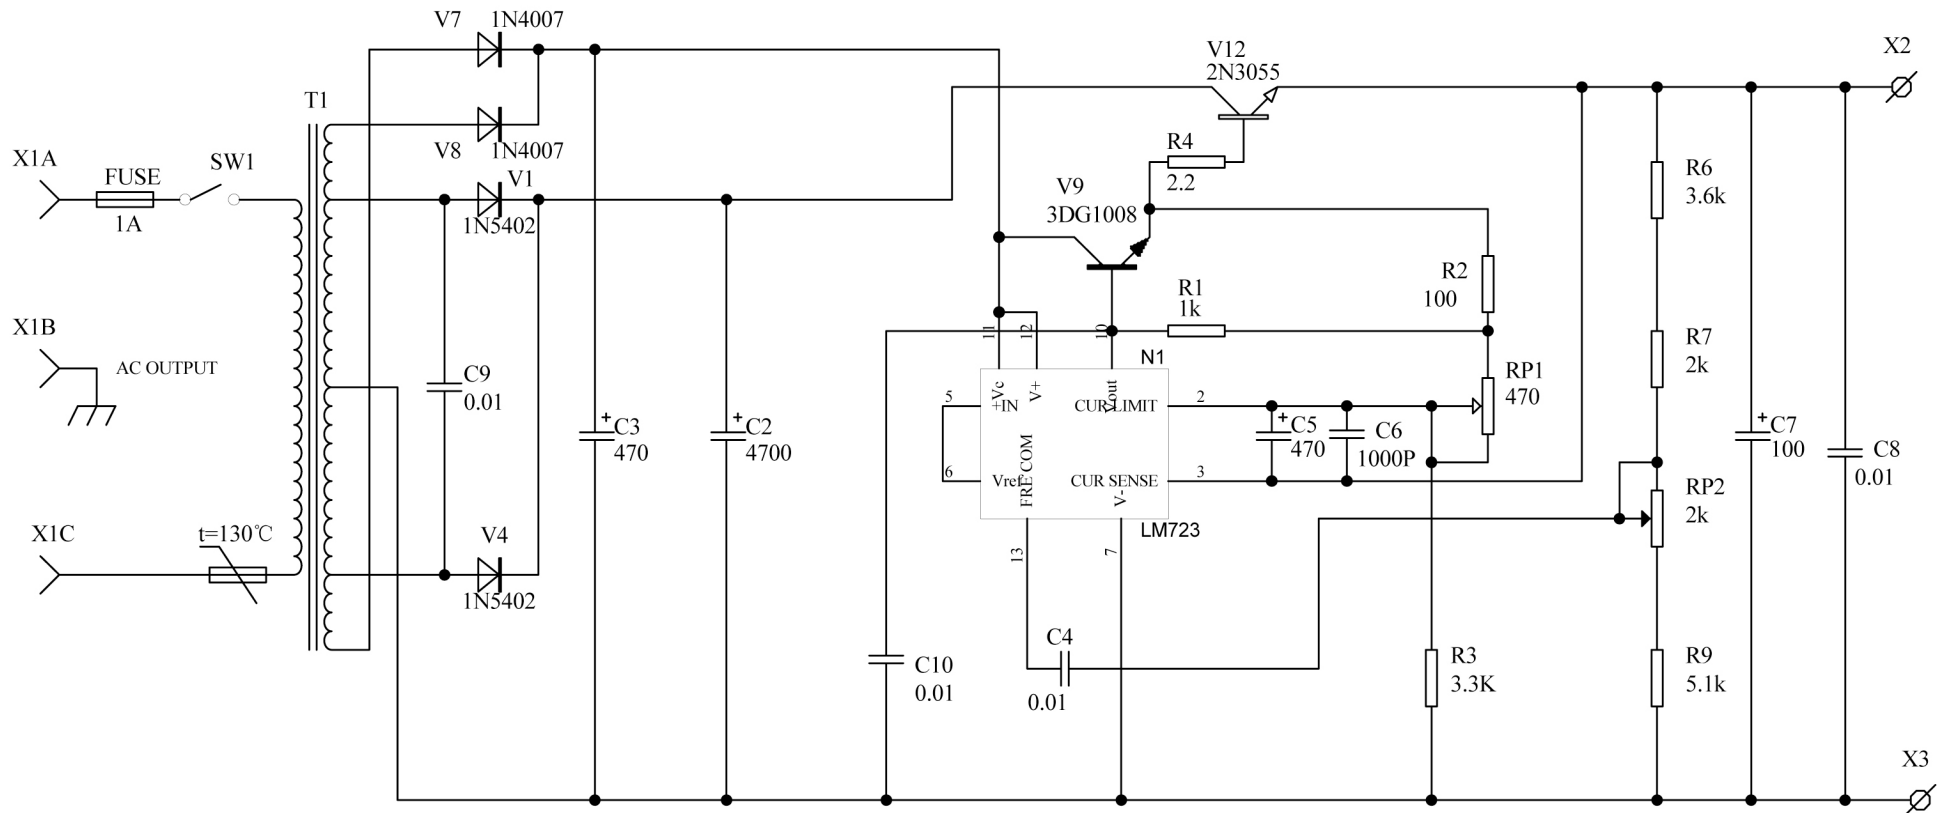 V7 1N4007
V8 1N4007
T1
X1A
FUSE
1A
SW1
V1
1N5402
X1B
AC OUTPUT
X1C
t=130℃
V4
1N5402
C9
0.01
+
C3
470
+
C2
4700
V12
2N3055
R4
2.2
V9
3DG1008
R1
1k
R2
100
C10
0.01
11
12
10
N1
Vc
V+
Vout
5
+IN
CUR LIMIT
2
6
Vref
FRE COM
CUR SENSE
3
V-
LM723
13
7
+
C5
470
C6
1000P
RP1
470
C4
0.01
R3
3.3K
R6
3.6k
R7
2k
RP2
2k
R9
5.1k
+
C7
100
C8
0.01
X2
X3